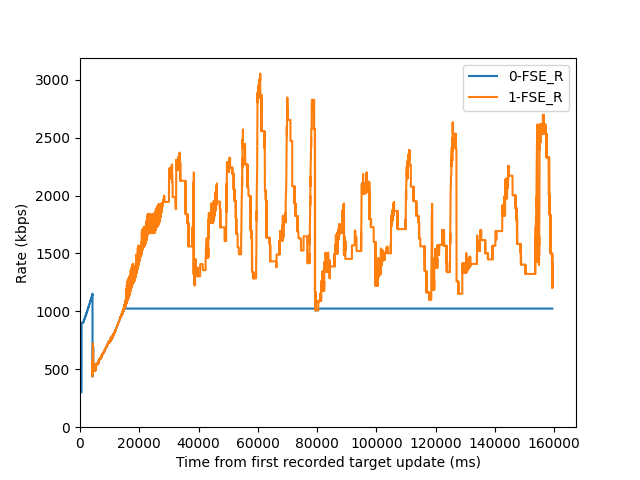 0-FSE_R
1-FSE_R
3000
2500
2000
1500
1000
500
0
Rate (kbps)
0 20000 40000 60000 80000 100000 120000 140000 160000
Time from first recorded target update (ms)